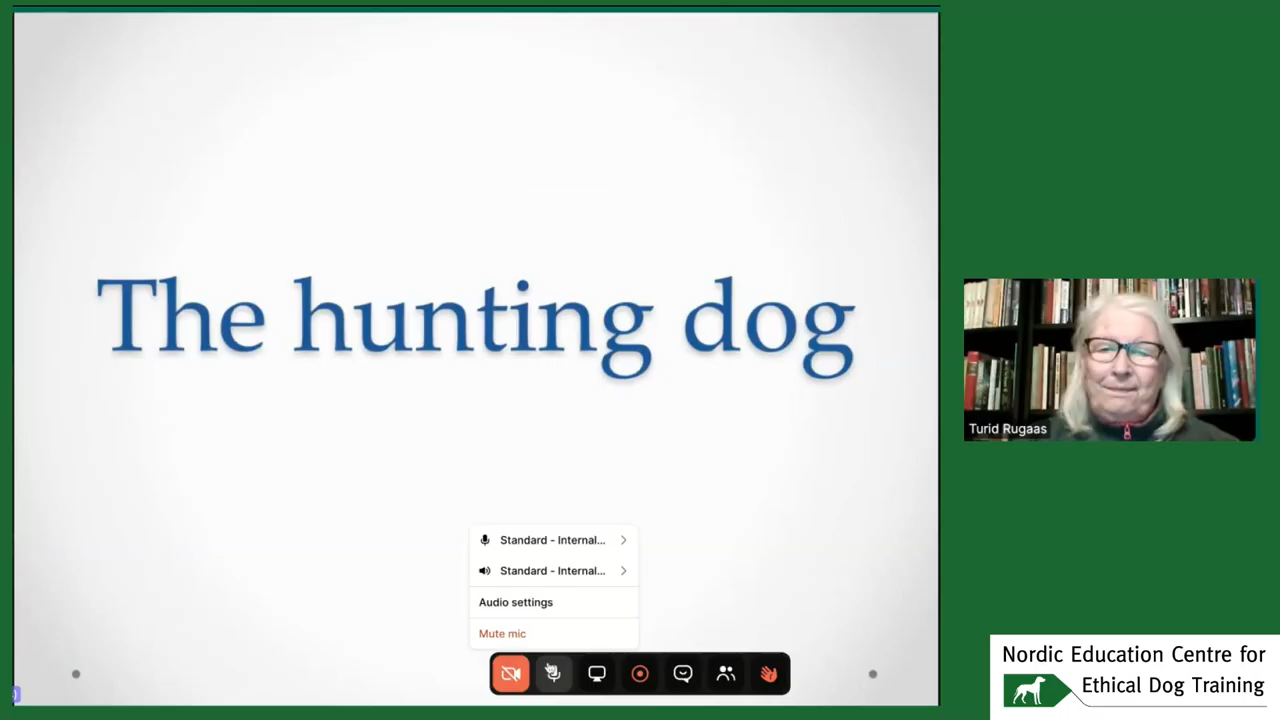 The hunting dog
Turid Rugaas
Standard - Internal...
Standard - Internal...
Audio settings
Mute mic
Nordic Education Centre for
Ethical Dog Training